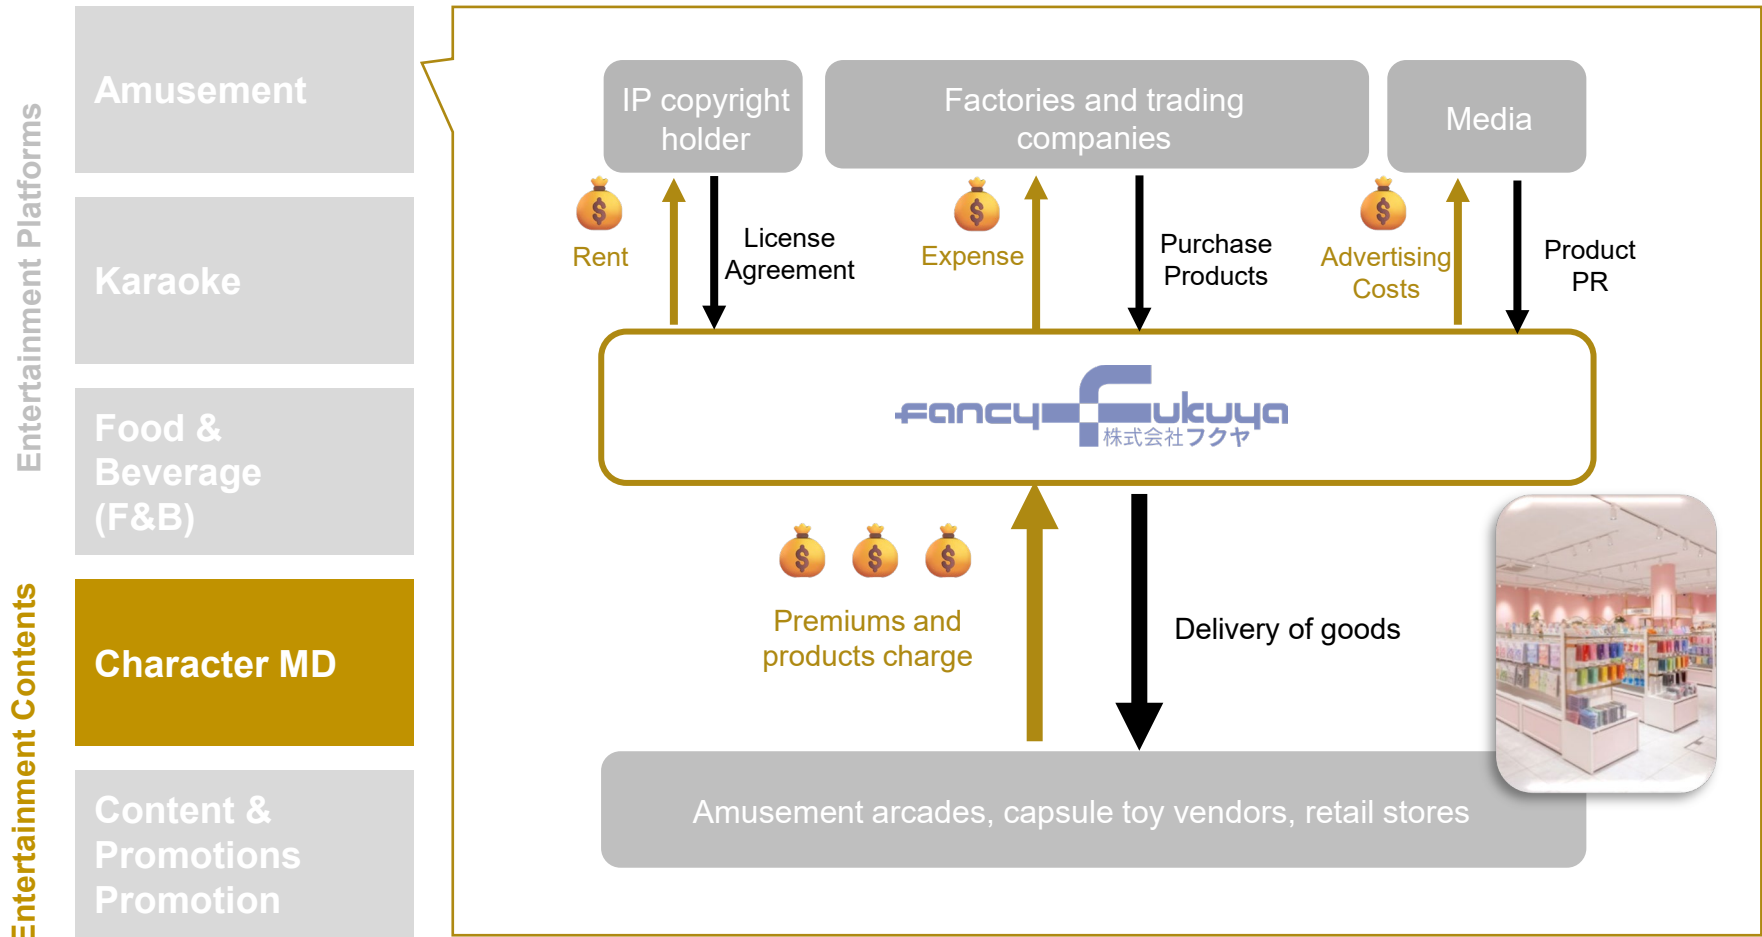 Entertainment Platforms
Amusement
Karaoke
Food &
Beverage
(F&B)
Entertainment Contents
Character MD
Content &
Promotions
Promotion
IP copyright
holder
Factories and trading
companies
Media
Rent
License
Agreement
Expense
Purchase
Products
Advertising
Costs
Product
PR
fancy Fukuya
株式会社フクヤ
Premiums and
products charge
Delivery of goods
Amusement arcades, capsule toy vendors, retail stores